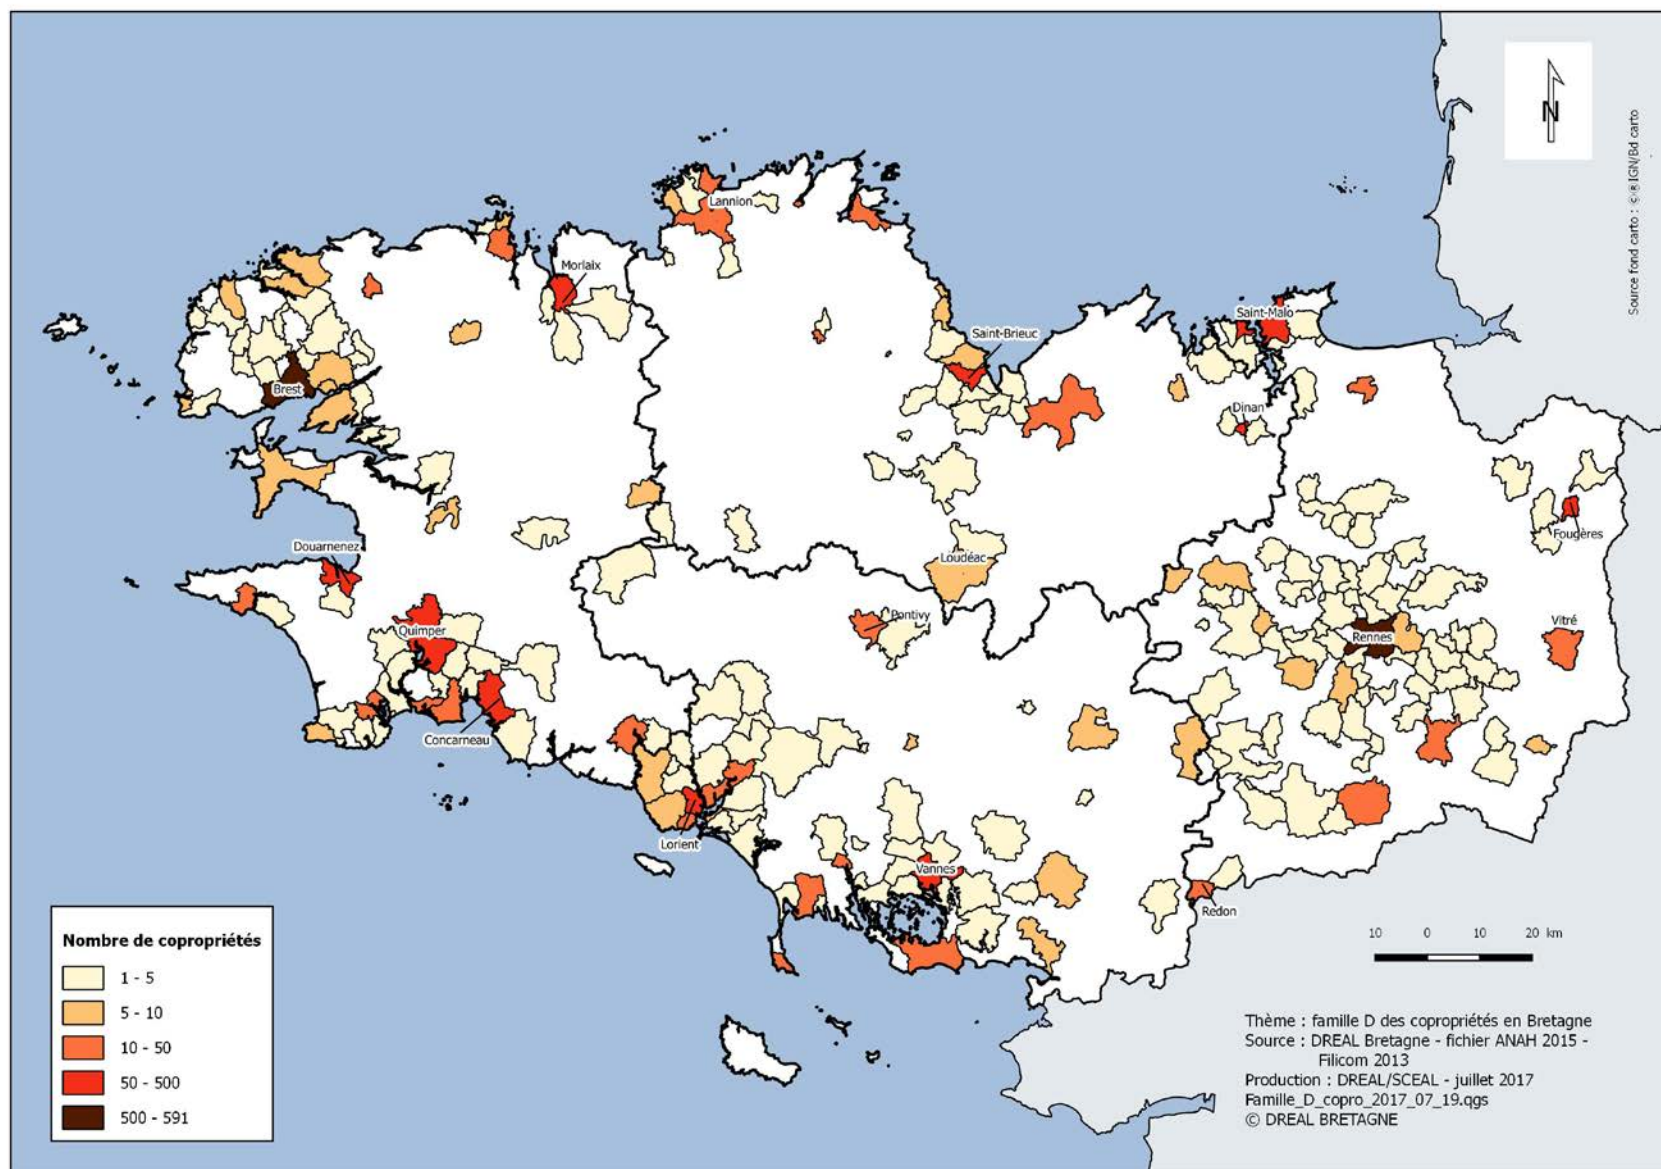 N
Source fond carto : ©® IGN/Bd carto
Lannion
Morlaix
Saint-Malo
Saint-Brieuc
Brest
Dinan
Fougères
Douarnenez
Loudéac
Pontivy
Quimper
Rennes
Vitré
Concarneau
Lorient
Vannes
Redon
Nombre de copropriétés
1 - 5
5 - 10
10 - 50
50 - 500
500 - 591
10 0 10 20 km
Thème : famille D des copropriétés en Bretagne
Source : DREAL Bretagne - fichier ANAH 2015 -
Filicom 2013
Production : DREAL/SCEAL - juillet 2017
Famille_D_copro_2017_07_19.qgs
© DREAL BRETAGNE